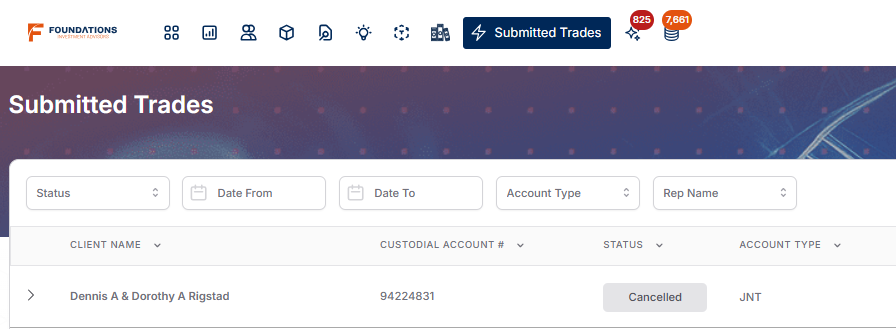 FOUNDATIONS
INVESTMENT ADVISORS
Submitted Trades
825
7,661
Submitted Trades
Status
Date From
Date To
Account Type
Rep Name
CLIENT NAME
CUSTODIAL ACCOUNT #
STATUS
ACCOUNT TYPE
Dennis A & Dorothy A Rigstad
94224831
Cancelled
JNT